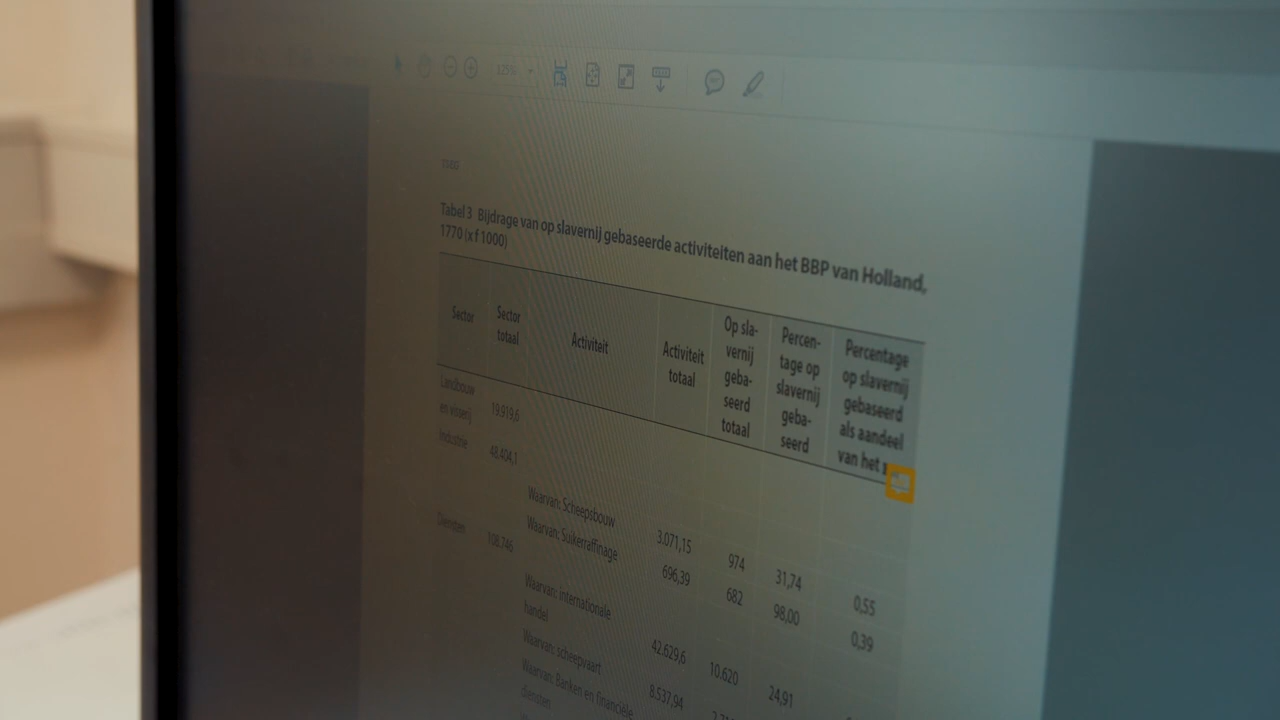 125%
Tabel 3 Bijdrage van op slavernij gebaseerde activiteiten aan het BBP van Holland,
1770 (x f 1000)
Sector
Sector
totaal
Activiteit
Activiteit
totaal
Op sla-
vernij
geba-
seerd
totaal
Percen-
tage op
slavernij
geba-
seerd
Percentage
op slavernij
gebaseerd
als aandeel
van het
Landbouw
en visserij
19.919,6
Industrie
48.404,1
Waarvan: Scheepsbouw
3.071,15
974
31,74
0,55
Waarvan: Suikerraffinage
696,39
682
98,00
0,39
Diensten
108.746
Waarvan: internationale
handel
42.629,6
10.620
24,91
Waarvan: scheepvaart
8.537,94
Waarvan: Banken en financiële
diensten